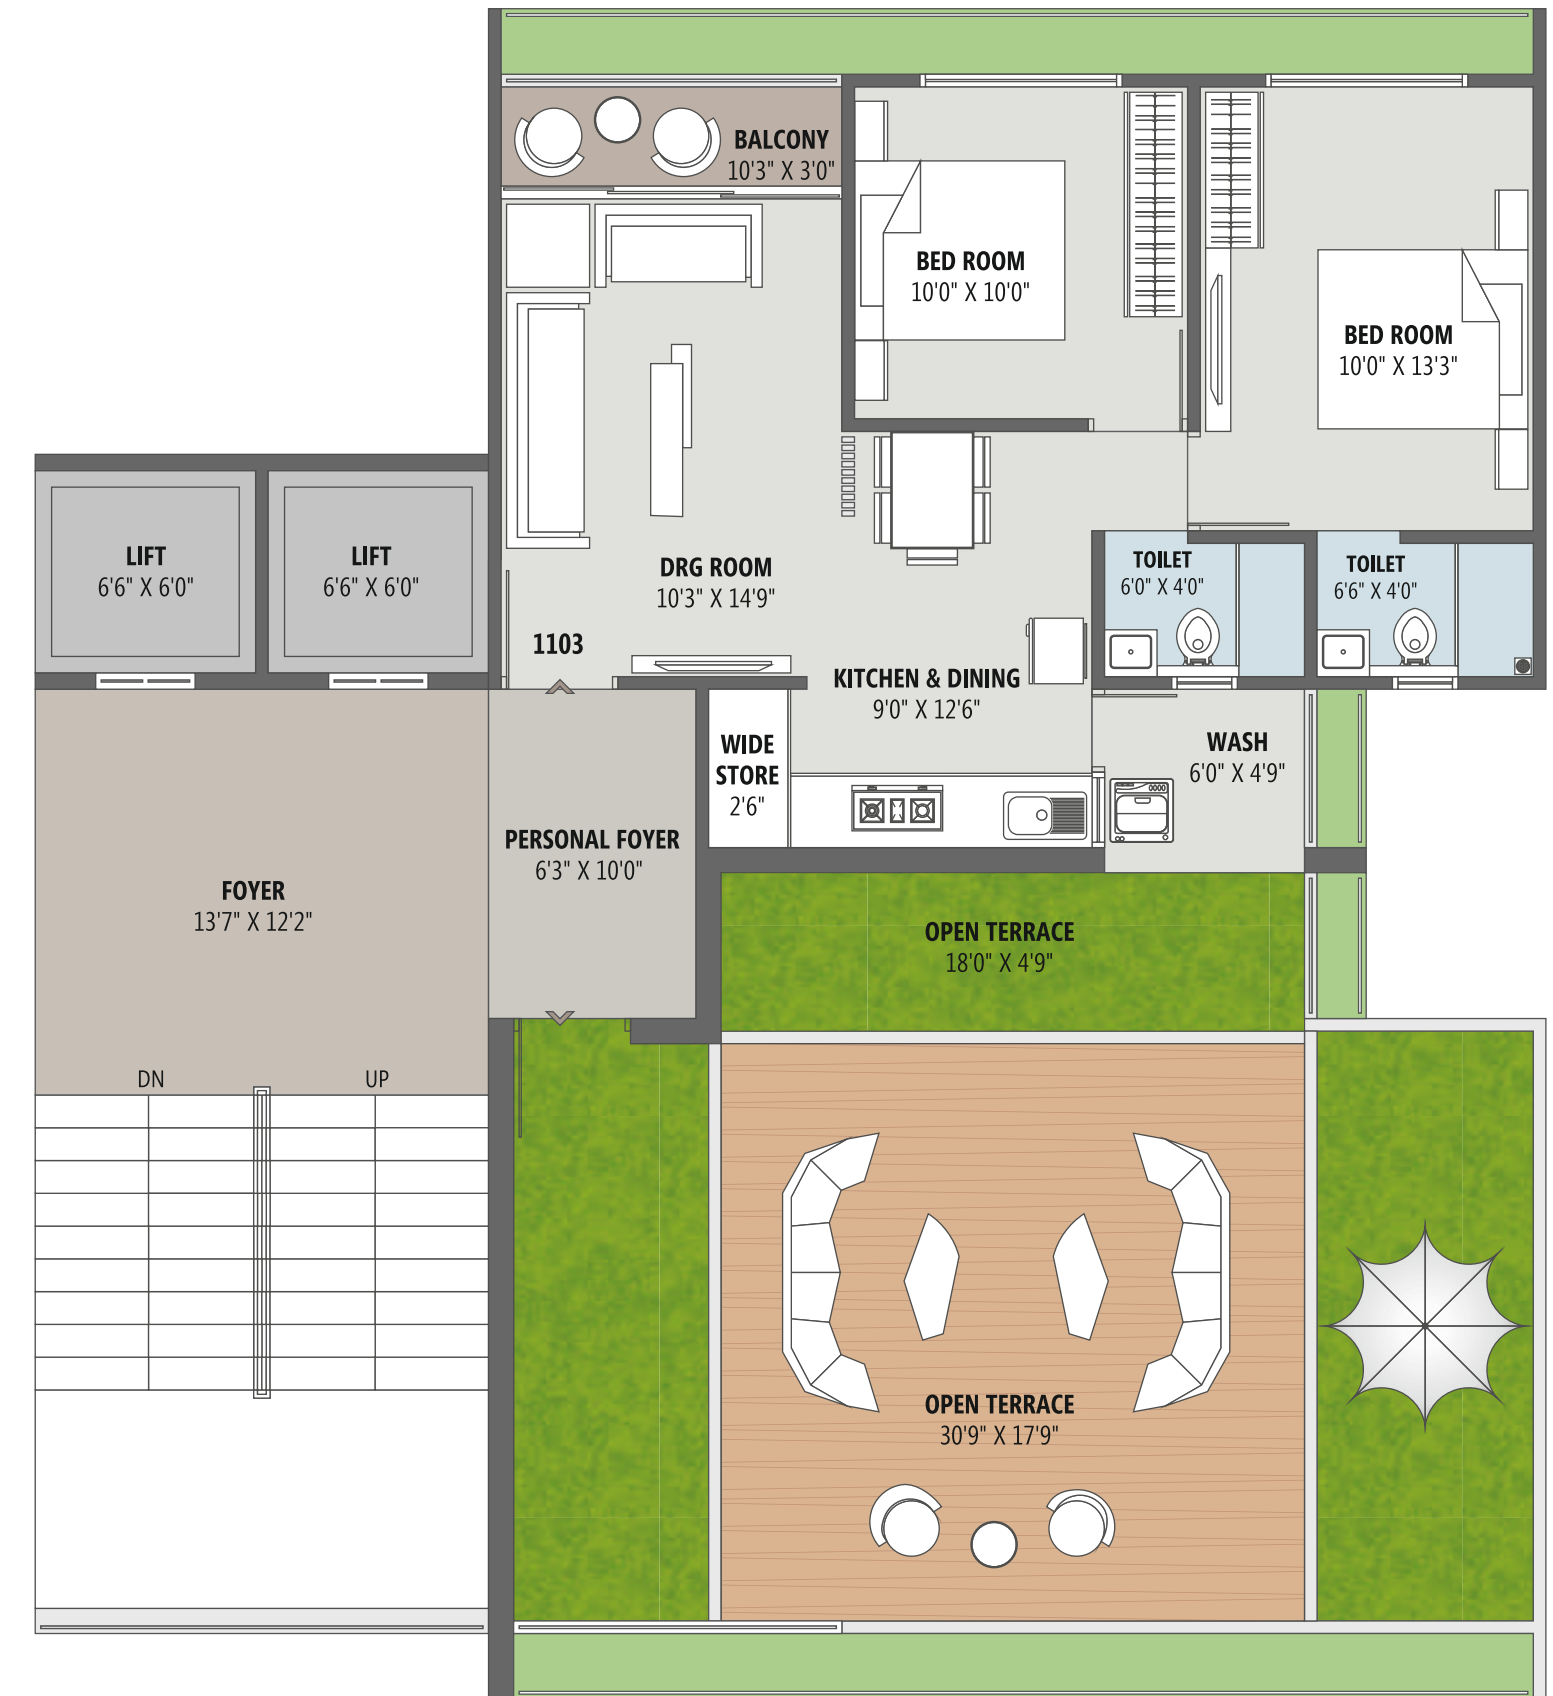 BALCONY
10'3" X 3'0"
BED ROOM
10'0" X 10'0"
BED ROOM
10'0" X 13'3"
LIFT
6'6" X 6'0"
LIFT
6'6" X 6'0"
DRG ROOM
10'3" X 14'9"
TOILET
6'0" X 4'0"
TOILET
6'6" X 4'0"
1103
KITCHEN & DINING
9'0" X 12'6"
WIDE
STORE
2'6"
WASH
6'0" X 4'9"
PERSONAL FOYER
6'3" X 10'0"
FOYER
13'7" X 12'2"
OPEN TERRACE
18'0" X 4'9"
DN
UP
OPEN TERRACE
30'9" X 17'9"